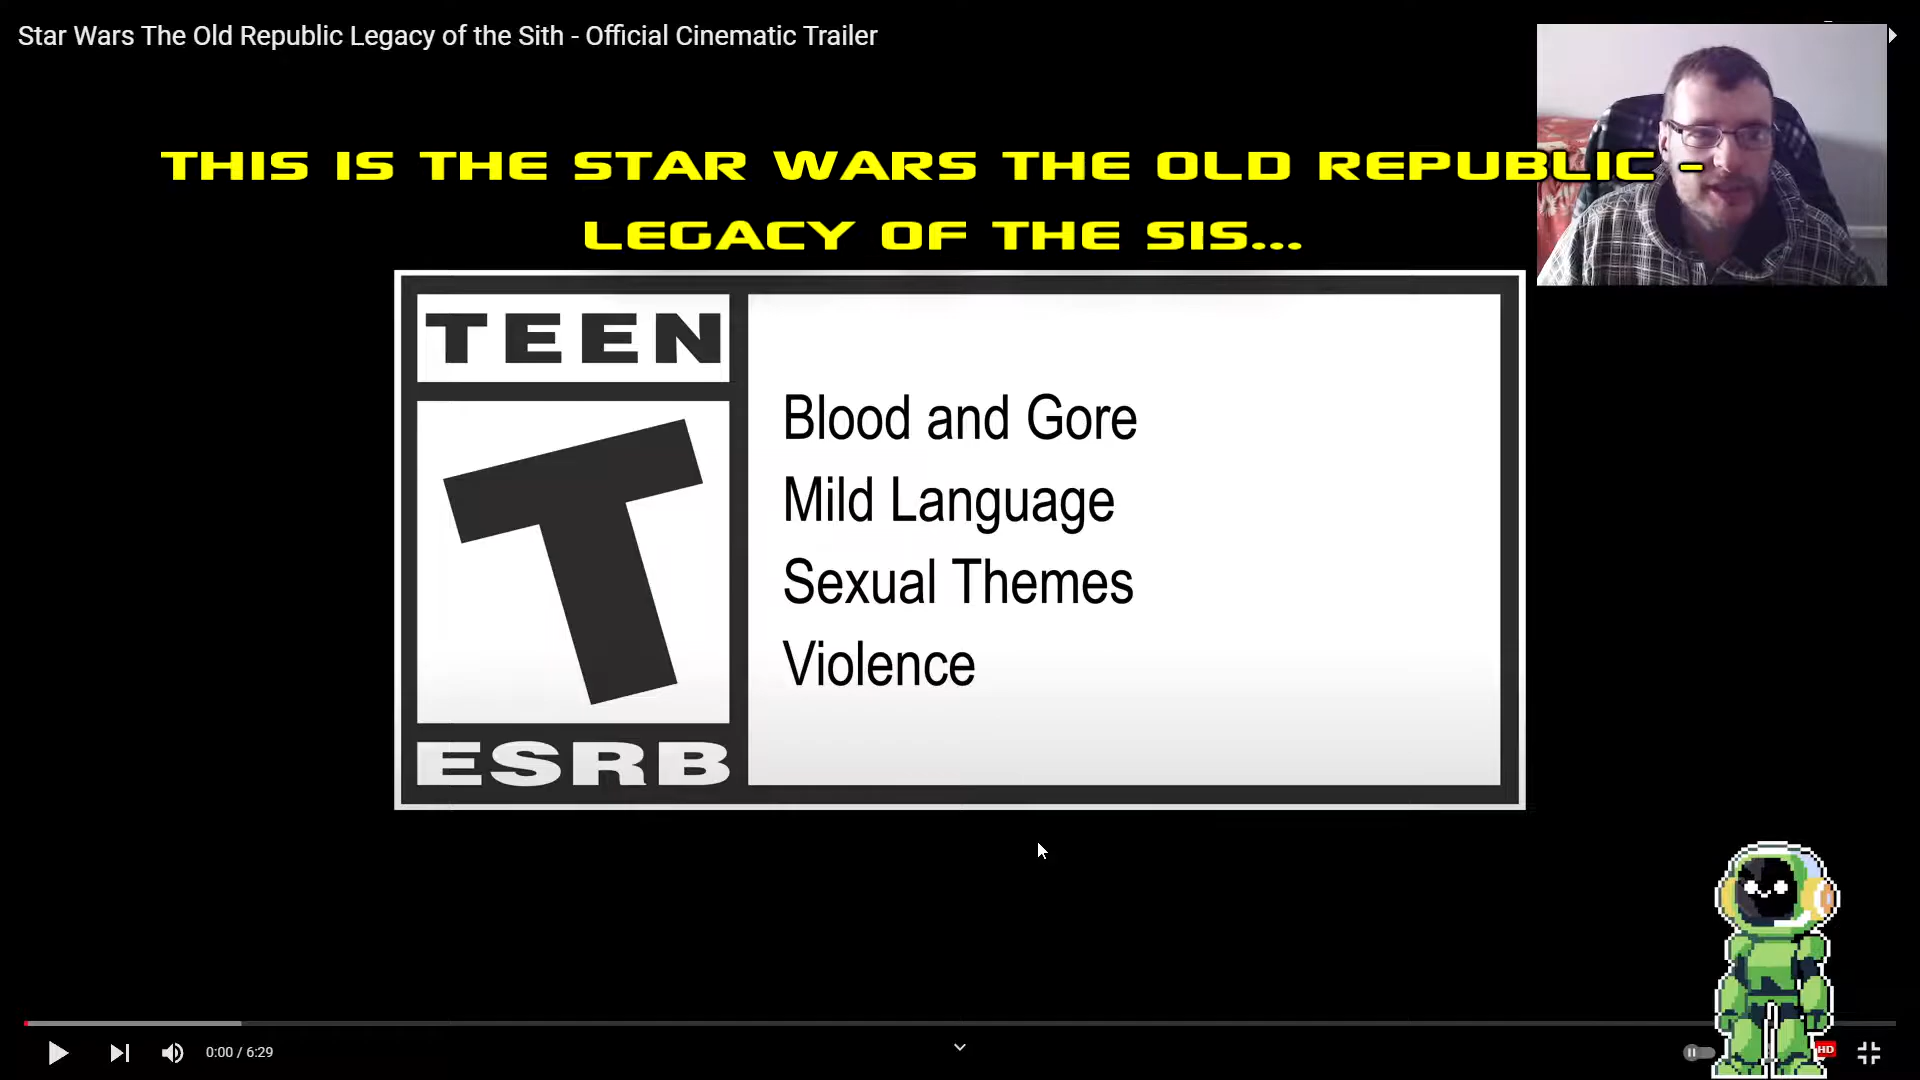 Star Wars The Old Republic Legacy of the Sith - Official Cinematic Trailer
THIS IS THE STAR WARS THE OLD REPUBLIC -
LEGACY OF THE SIS...
TEEN
T
ESRB
Blood and Gore
Mild Language
Sexual Themes
Violence
0:00 / 6:29
HD